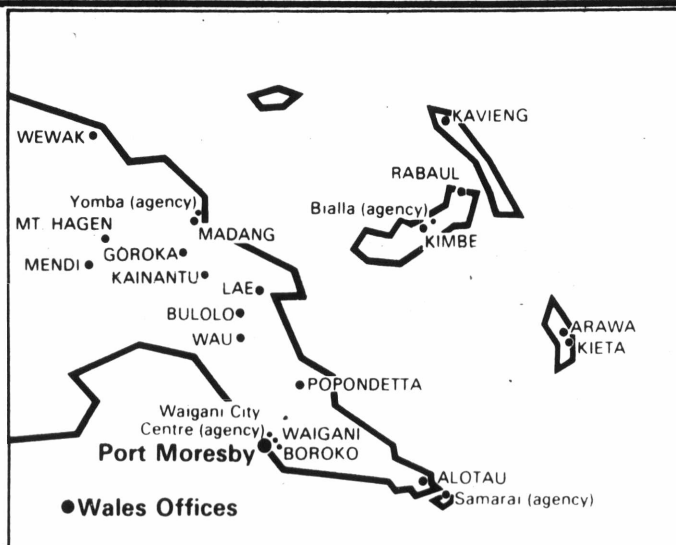 KAVIENG
WEWAK
RABAUL
Yomba (agency)
Bialla (agency)
MT. HAGEN
MADANG
KIMBE
GOROKA
MENDI
KAINANTU
LAE
BULOLO
ARAWA
WAU
KIETA
POPONDETTA
Waigani City
Centre (agency)
WAIGANI
Port Moresby
BOROKO
ALOTAU
Samarai (agency)
Wales Offices